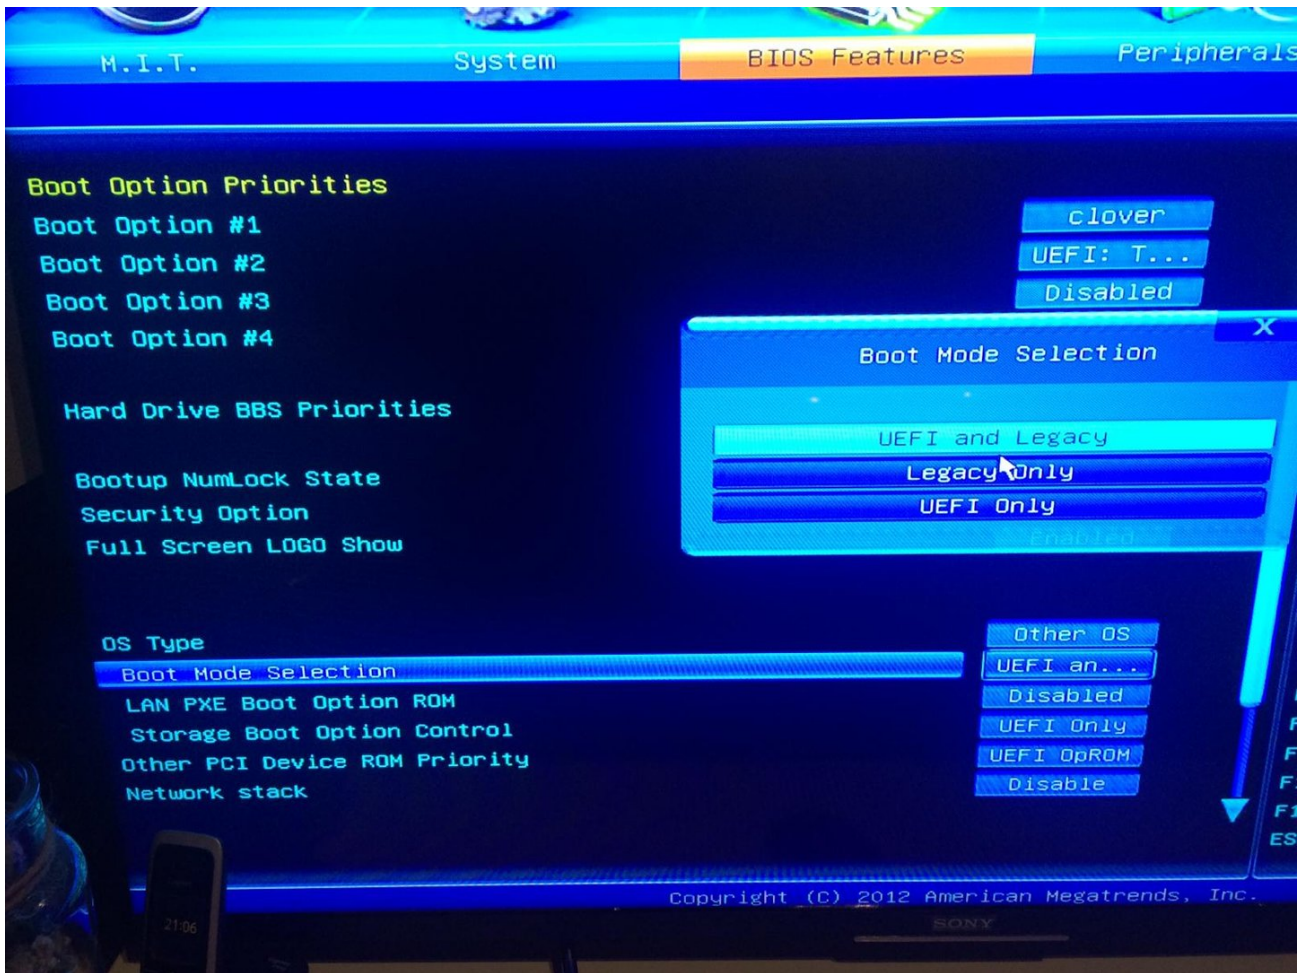 M.I.T. System BIOS Features Peripherals
Boot Option Priorities
Boot Option #1 clover
Boot Option #2 UEFI: T...
Boot Option #3 Disabled
Boot Option #4
X
Boot Mode Selection
Hard Drive BBS Priorities
UEFI and Legacy
Legacy Only
UEFI Only
Bootup NumLock State
Security Option
Full Screen LOGO Show Enabled
OS Type Other OS
Boot Mode Selection UEFI an...
LAN PXE Boot Option ROM Disabled
Storage Boot Option Control UEFI Only
Other PCI Device ROM Priority UEFI OpROM
Network stack Disable
ES
Copyright (C) 2012 American Megatrends, Inc.
SONY
21:06